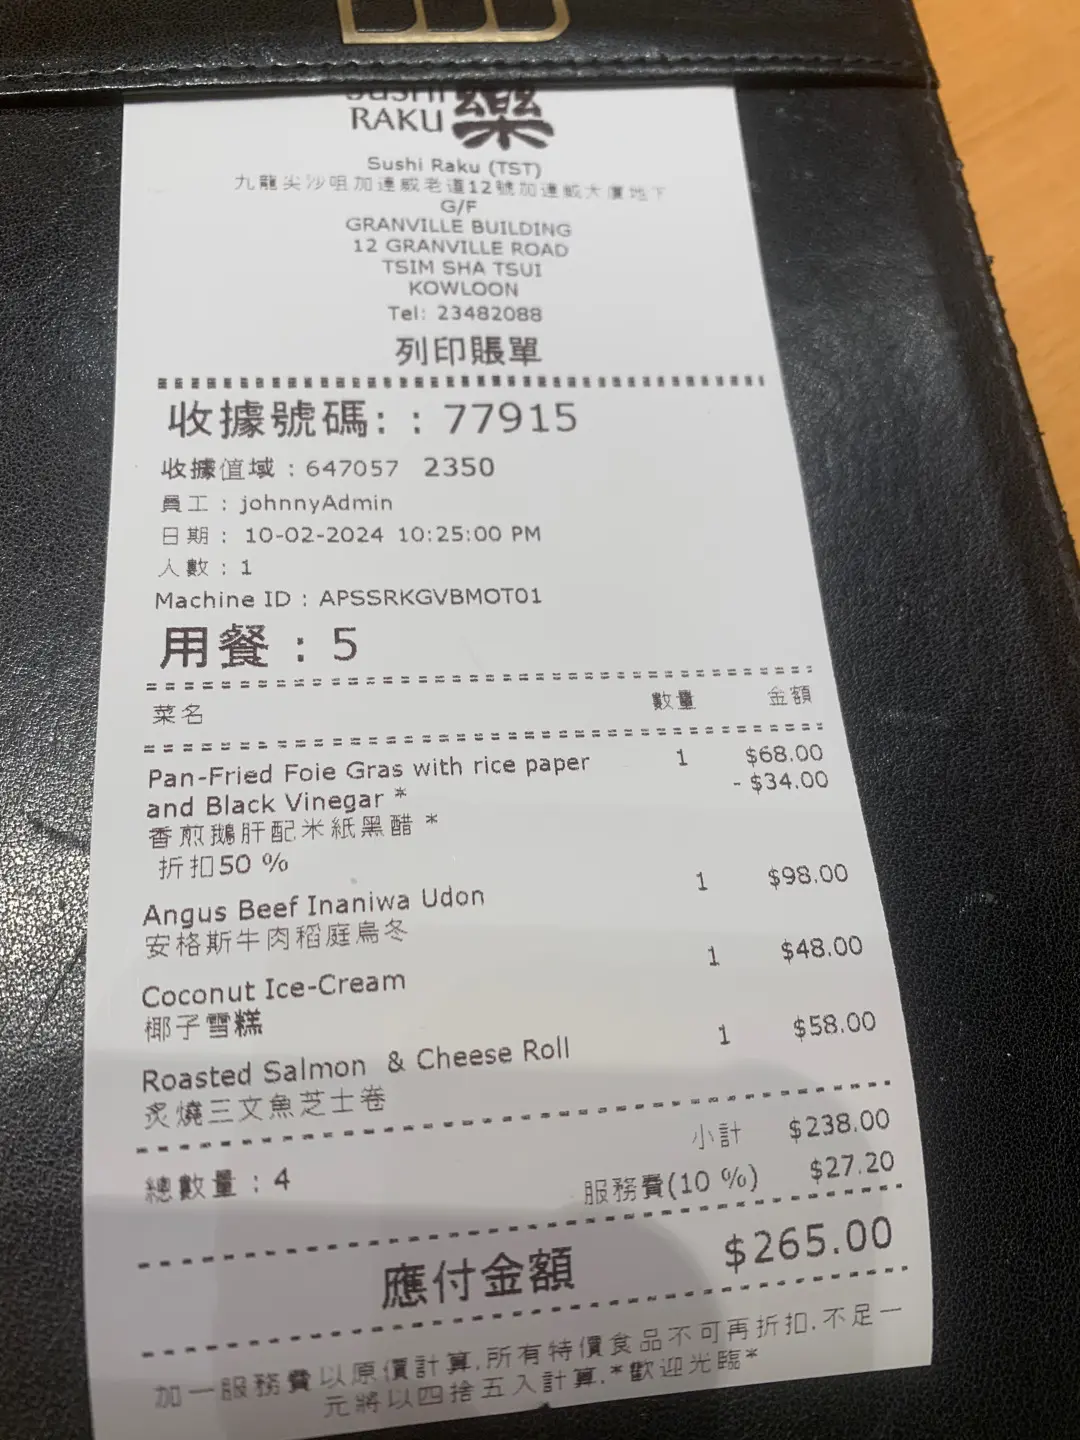 SUSHI
RAKU 樂
Sushi Raku (TST)
九龍尖沙咀加連威老道12號加連威大廈地下
G/F
GRANVILLE BUILDING
12 GRANVILLE ROAD
TSIM SHA TSUI
KOWLOON
Tel: 23482088
列印賬單
收據號碼: : 77915
收據值域 : 647057 2350
員工 : johnnyAdmin
日期 : 10-02-2024 10:25:00 PM
人數 : 1
Machine ID : APSSRKGVBMOT01
用餐 : 5
菜名 數量 金額
Pan-Fried Foie Gras with rice paper 1 $68.00
and Black Vinegar * - $34.00
香煎鵝肝配米紙黑醋 *
折扣50 %
Angus Beef Inaniwa Udon 1 $98.00
安格斯牛肉稻庭烏冬
Coconut Ice-Cream 1 $48.00
椰子雪糕
Roasted Salmon & Cheese Roll 1 $58.00
炙燒三文魚芝士卷
小計 $238.00
總數量 : 4 服務費(10 %) $27.20
應付金額 $265.00
加一服務費以原價計算,所有特價食品不可再折扣.不足一
元將以四捨五入計算.*歡迎光臨*